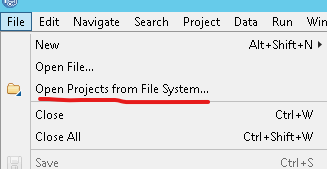 File Edit Navigate Search Project Data Run Win
New Alt+Shift+N
Open File...
Open Projects from File System...
Close Ctrl+W
Close All Ctrl+Shift+W
Save Ctrl+S